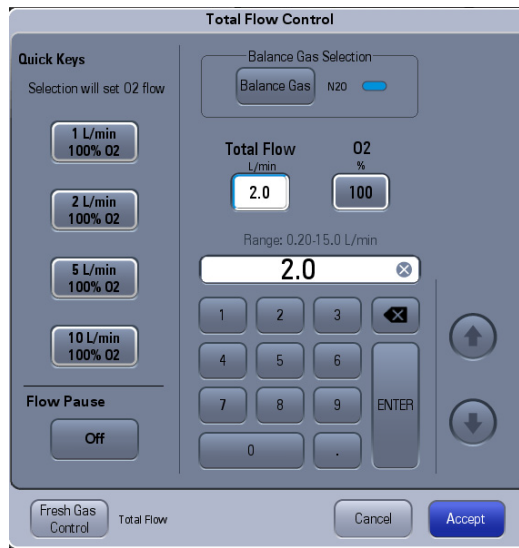 Total Flow Control
Quick Keys
Selection will set O2 flow
1 L/min
100% O2
2 L/min
100% O2
5 L/min
100% O2
10 L/min
100% O2
Flow Pause
Off
Balance Gas Selection
Balance Gas
N2O
Total Flow
L/min
2.0
O2
%
100
Range: 0.20-15.0 L/min
2.0
1
2
3
4
5
6
7
8
9
ENTER
0
.
Fresh Gas
Control
Total Flow
Cancel
Accept